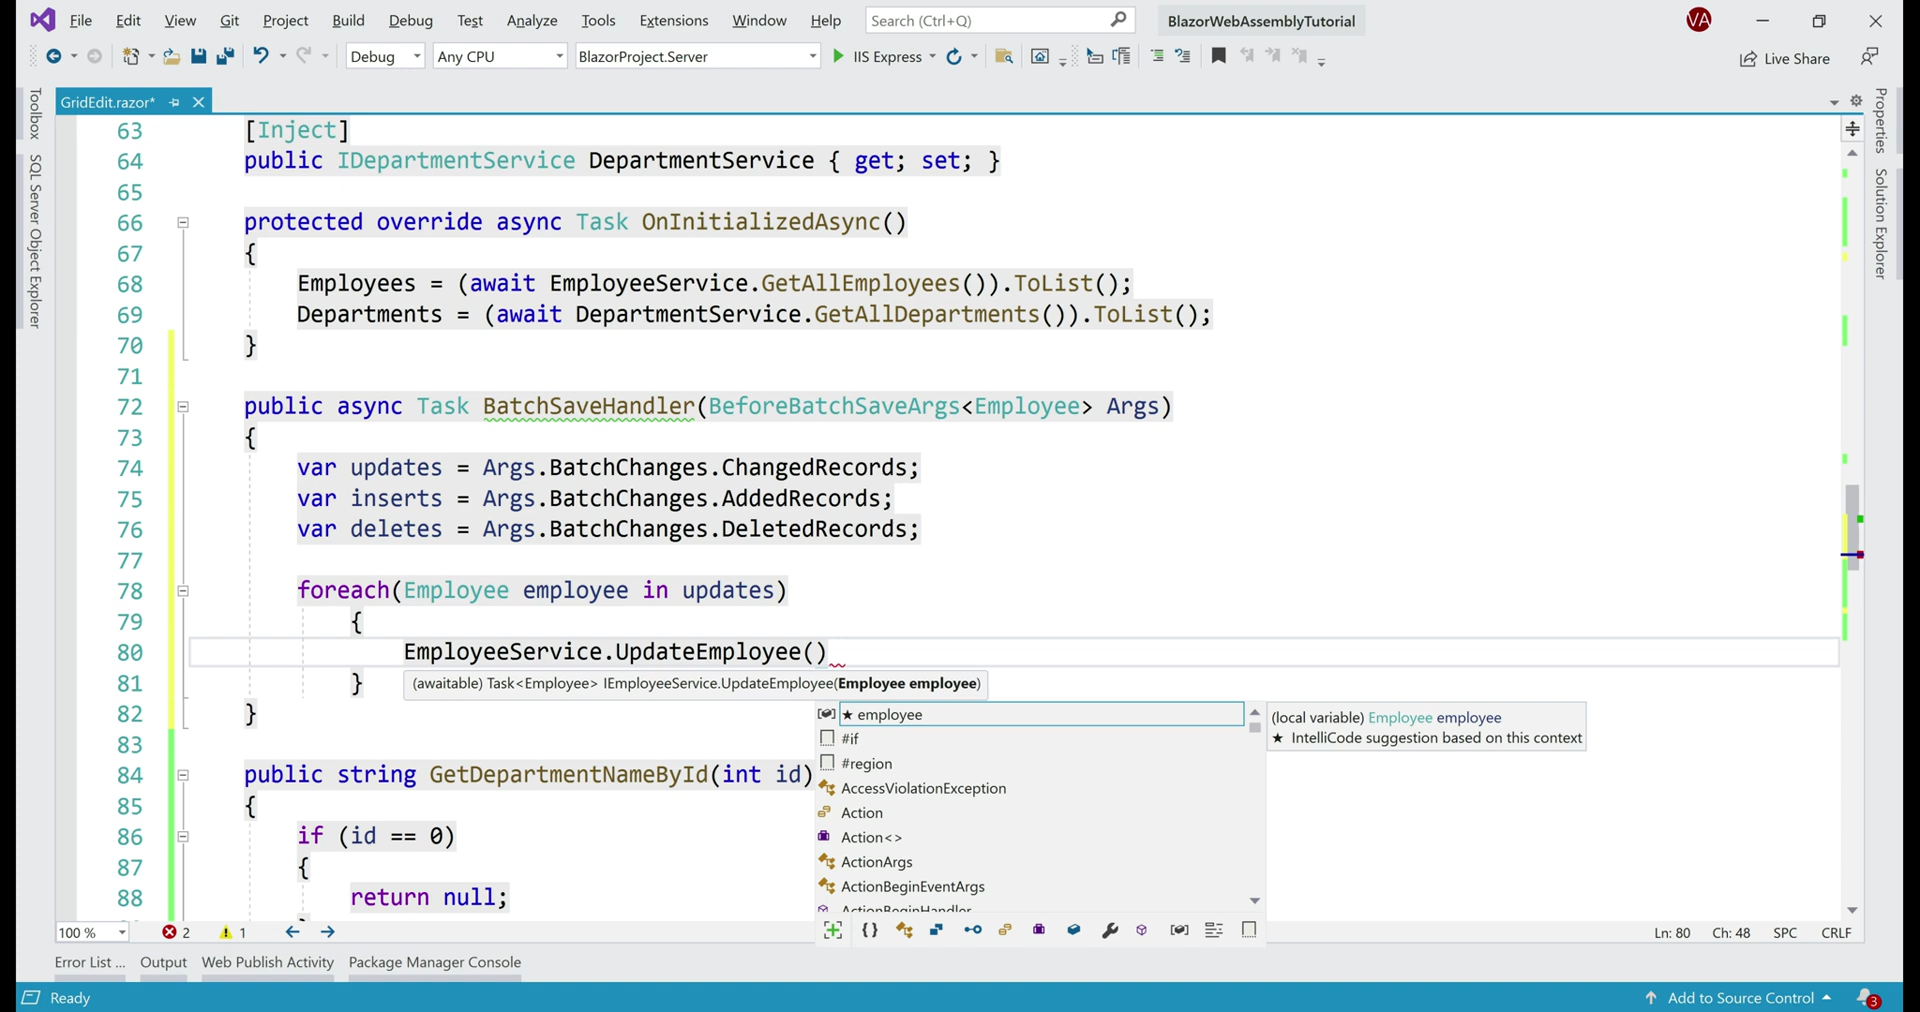 File Edit View Git Project Build Debug Test Analyze Tools Extensions Window Help Search (Ctrl+Q) BlazorWebAssemblyTutorial VA
Debug Any CPU BlazorProject.Server IIS Express Live Share
GridEdit.razor*
Toolbox
SQL Server Object Explorer
Properties
Solution Explorer
63 [Inject]
64 public IDepartmentService DepartmentService { get; set; }
65
66 protected override async Task OnInitializedAsync()
67 {
68 Employees = (await EmployeeService.GetAllEmployees()).ToList();
69 Departments = (await DepartmentService.GetAllDepartments()).ToList();
70 }
71
72 public async Task BatchSaveHandler(BeforeBatchSaveArgs<Employee> Args)
73 {
74 var updates = Args.BatchChanges.ChangedRecords;
75 var inserts = Args.BatchChanges.AddedRecords;
76 var deletes = Args.BatchChanges.DeletedRecords;
77
78 foreach(Employee employee in updates)
79 {
80 EmployeeService.UpdateEmployee()
81 }
(awaitable) Task<Employee> IEmployeeService.UpdateEmployee(Employee employee)
82 }
83
84 public string GetDepartmentNameById(int id)
85 {
86 if (id == 0)
87 {
88 return null;
★ employee
#if
#region
AccessViolationException
Action
Action<>
ActionArgs
ActionBeginEventArgs
ActionBeginHandler
(local variable) Employee employee
★ IntelliCode suggestion based on this context
100 % 2 1 Ln: 80 Ch: 48 SPC CRLF
Error List ... Output Web Publish Activity Package Manager Console
Ready Add to Source Control 3